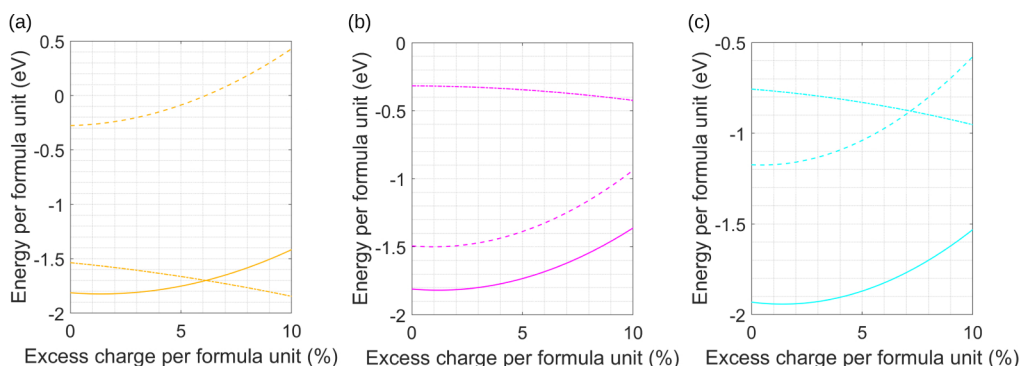 (a)
0.5
0
-0.5
-1
-1.5
-2
0 5 10
Energy per formula unit (eV)
Excess charge per formula unit (%)
(b)
0
-0.5
-1
-1.5
-2
0 5 10
Energy per formula unit (eV)
Excess charge per formula unit (%)
(c)
-0.5
-1
-1.5
-2
0 5 10
Energy per formula unit (eV)
Excess charge per formula unit (%)